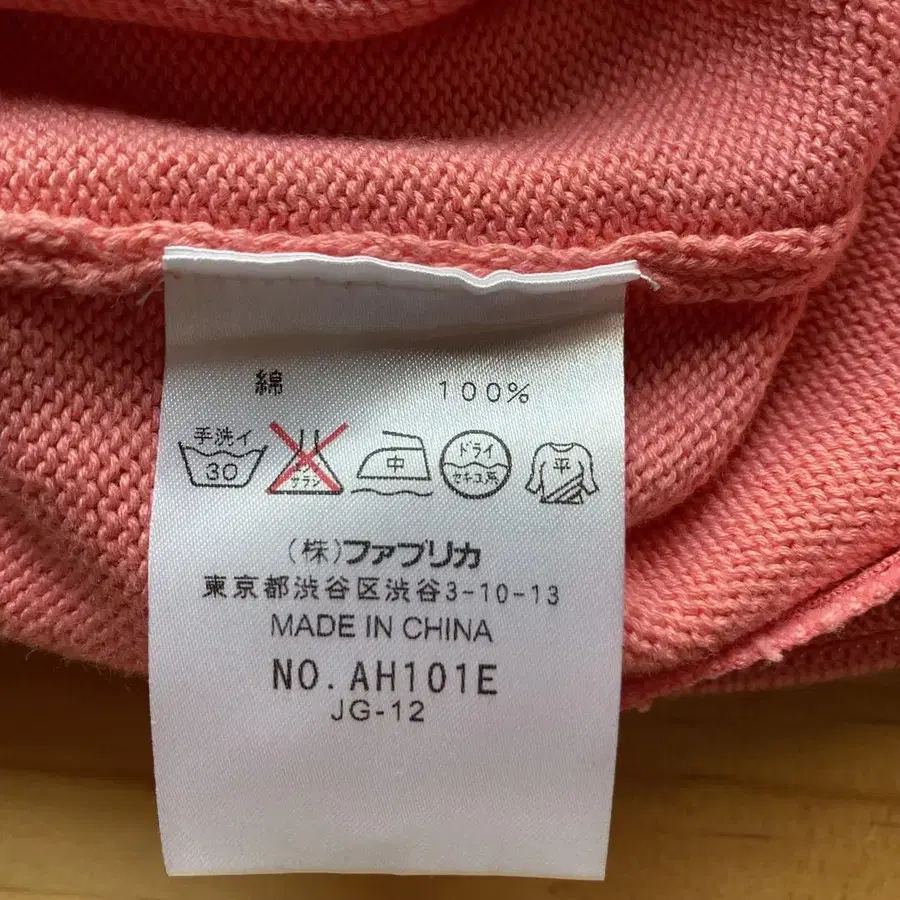 綿 100%
手洗イ 30 エンソ サラシ 中 ドライ セキユ系 平
(株)ファブリカ
東京都渋谷区渋谷3-10-13
MADE IN CHINA
NO. AH101E
JG-12